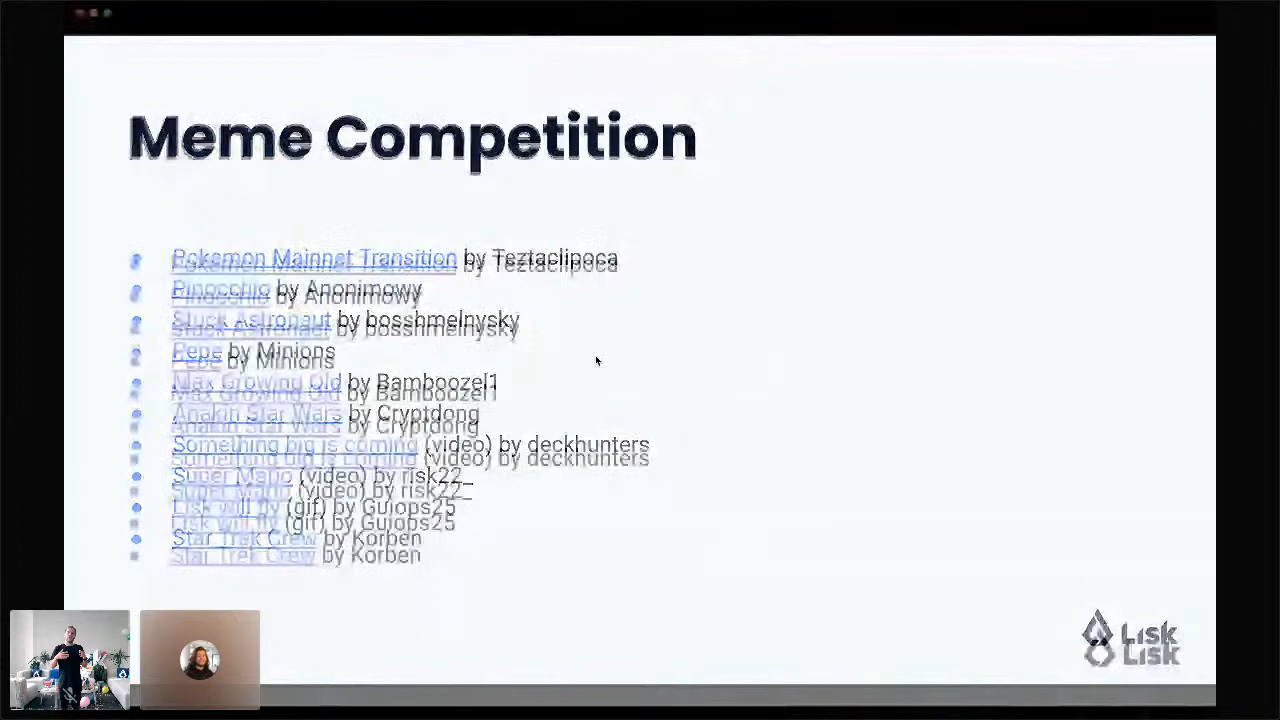 Meme Competition
Pokemon Mainnet Transition by Teztaclipoca
Pinocchio by Anonimowy
Stuck Astronaut by bosshmelnysky
Pepe by Minions
Max Growing Old by Bamboozel1
Anakin Star Wars by Cryptdong
Something big is coming (video) by deckhunters
Super Mario (video) by risk22_
Lisk will fly (gif) by Guiops25
Star Trek Crew by Korben
Lisk